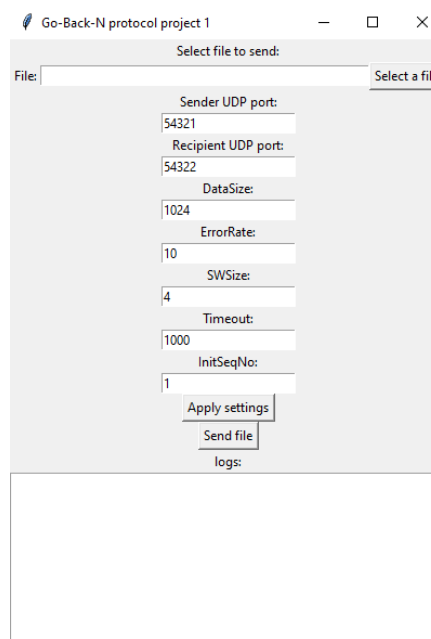 Go-Back-N protocol project 1
Select file to send:
File: Select a fil
Sender UDP port:
54321
Recipient UDP port:
54322
DataSize:
1024
ErrorRate:
10
SWSize:
4
Timeout:
1000
InitSeqNo:
1
Apply settings
Send file
logs: